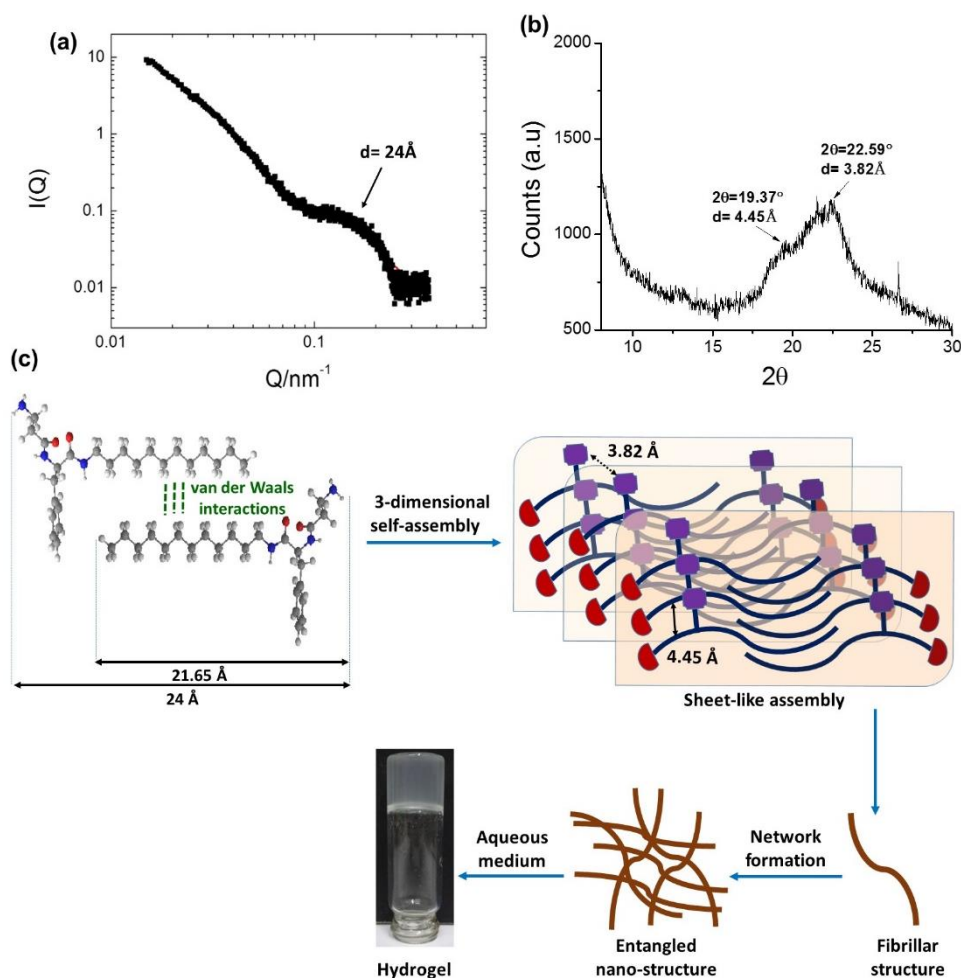 (a)
10
1
0.1
0.01
I(Q)
d= 24Å
0.01
0.1
Q/nm⁻¹
(b)
2000
1500
1000
500
Counts (a.u)
2θ=22.59°
d= 3.82Å
2θ=19.37°
d= 4.45Å
10
15
20
25
30
2θ
(c)
van der Waals
interactions
21.65 Å
24 Å
3-dimensional
self-assembly
3.82 Å
4.45 Å
Sheet-like assembly
Aqueous
medium
Network
formation
Hydrogel
Entangled
nano-structure
Fibrillar
structure